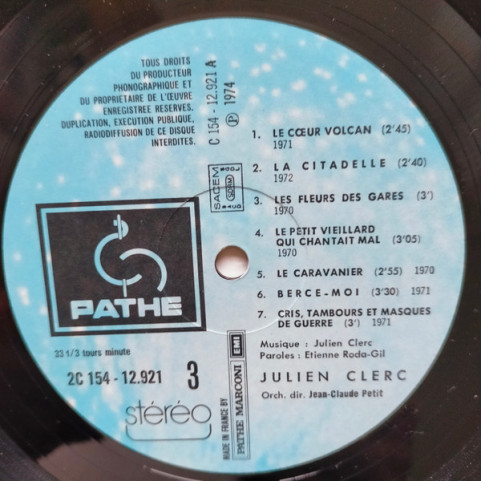 TOUS DROITS
DU PRODUCTEUR
PHONOGRAPHIQUE ET
DU PROPRIETAIRE DE L'ŒUVRE
ENREGISTREE RESERVES.
DUPLICATION, EXECUTION PUBLIQUE,
RADIODIFFUSION DE CE DISQUE
INTERDITES.
C 154 - 12.921 A
Ⓟ 1974
SACEM
SDRM
1. LE CŒUR VOLCAN (2'45)
1971
2. LA CITADELLE (2'40)
1972
3. LES FLEURS DES GARES (3')
1970
4. LE PETIT VIEILLARD
QUI CHANTAIT MAL (3'05)
1970
5. LE CARAVANIER (2'55) 1970
6. BERCE-MOI (3'30) 1971
7. CRIS, TAMBOURS ET MASQUES
DE GUERRE (3') 1971
Musique : Julien Clerc
Paroles : Etienne Roda-Gil
JULIEN CLERC
Orch. dir. Jean-Claude Petit
PATHE
33 1/3 tours minute
2C 154 - 12.921 3
stéréo
MADE IN FRANCE BY
PATHE MARCONI EMI